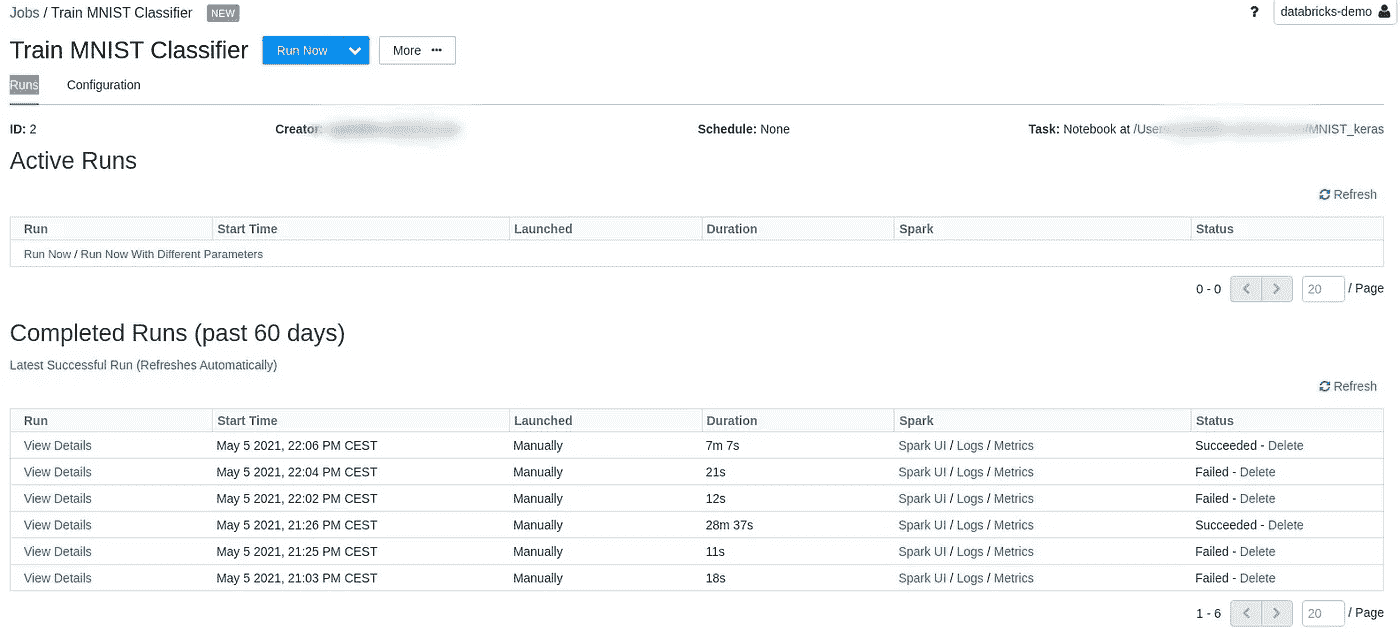 Jobs / Train MNIST Classifier NEW ? databricks-demo
Train MNIST Classifier Run Now More ···
Runs Configuration
ID: 2 Creator: Schedule: None Task: Notebook at /Users /MNIST_keras
Active Runs
Refresh
Run Start Time Launched Duration Spark Status
Run Now / Run Now With Different Parameters
0 - 0 20 / Page
Completed Runs (past 60 days)
Latest Successful Run (Refreshes Automatically)
Refresh
Run Start Time Launched Duration Spark Status
View Details May 5 2021, 22:06 PM CEST Manually 7m 7s Spark UI / Logs / Metrics Succeeded - Delete
View Details May 5 2021, 22:04 PM CEST Manually 21s Spark UI / Logs / Metrics Failed - Delete
View Details May 5 2021, 22:02 PM CEST Manually 12s Spark UI / Logs / Metrics Failed - Delete
View Details May 5 2021, 21:26 PM CEST Manually 28m 37s Spark UI / Logs / Metrics Succeeded - Delete
View Details May 5 2021, 21:25 PM CEST Manually 11s Spark UI / Logs / Metrics Failed - Delete
View Details May 5 2021, 21:03 PM CEST Manually 18s Spark UI / Logs / Metrics Failed - Delete
1 - 6 20 / Page